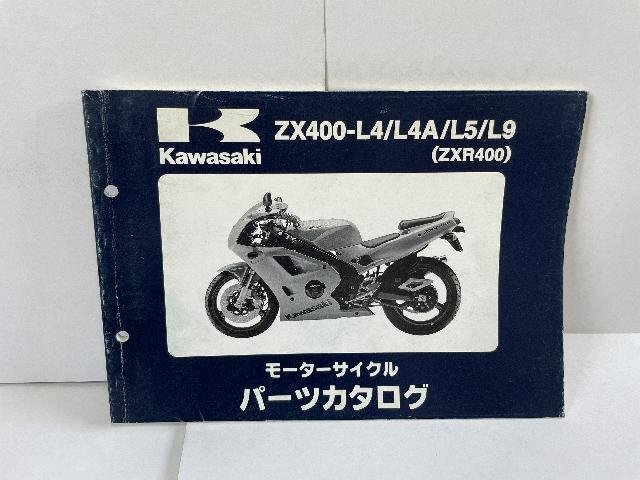 ZX400-L4/L4A/L5/L9
(ZXR400)
Kawasaki
Kawasaki
モーターサイクル
パーツカタログ